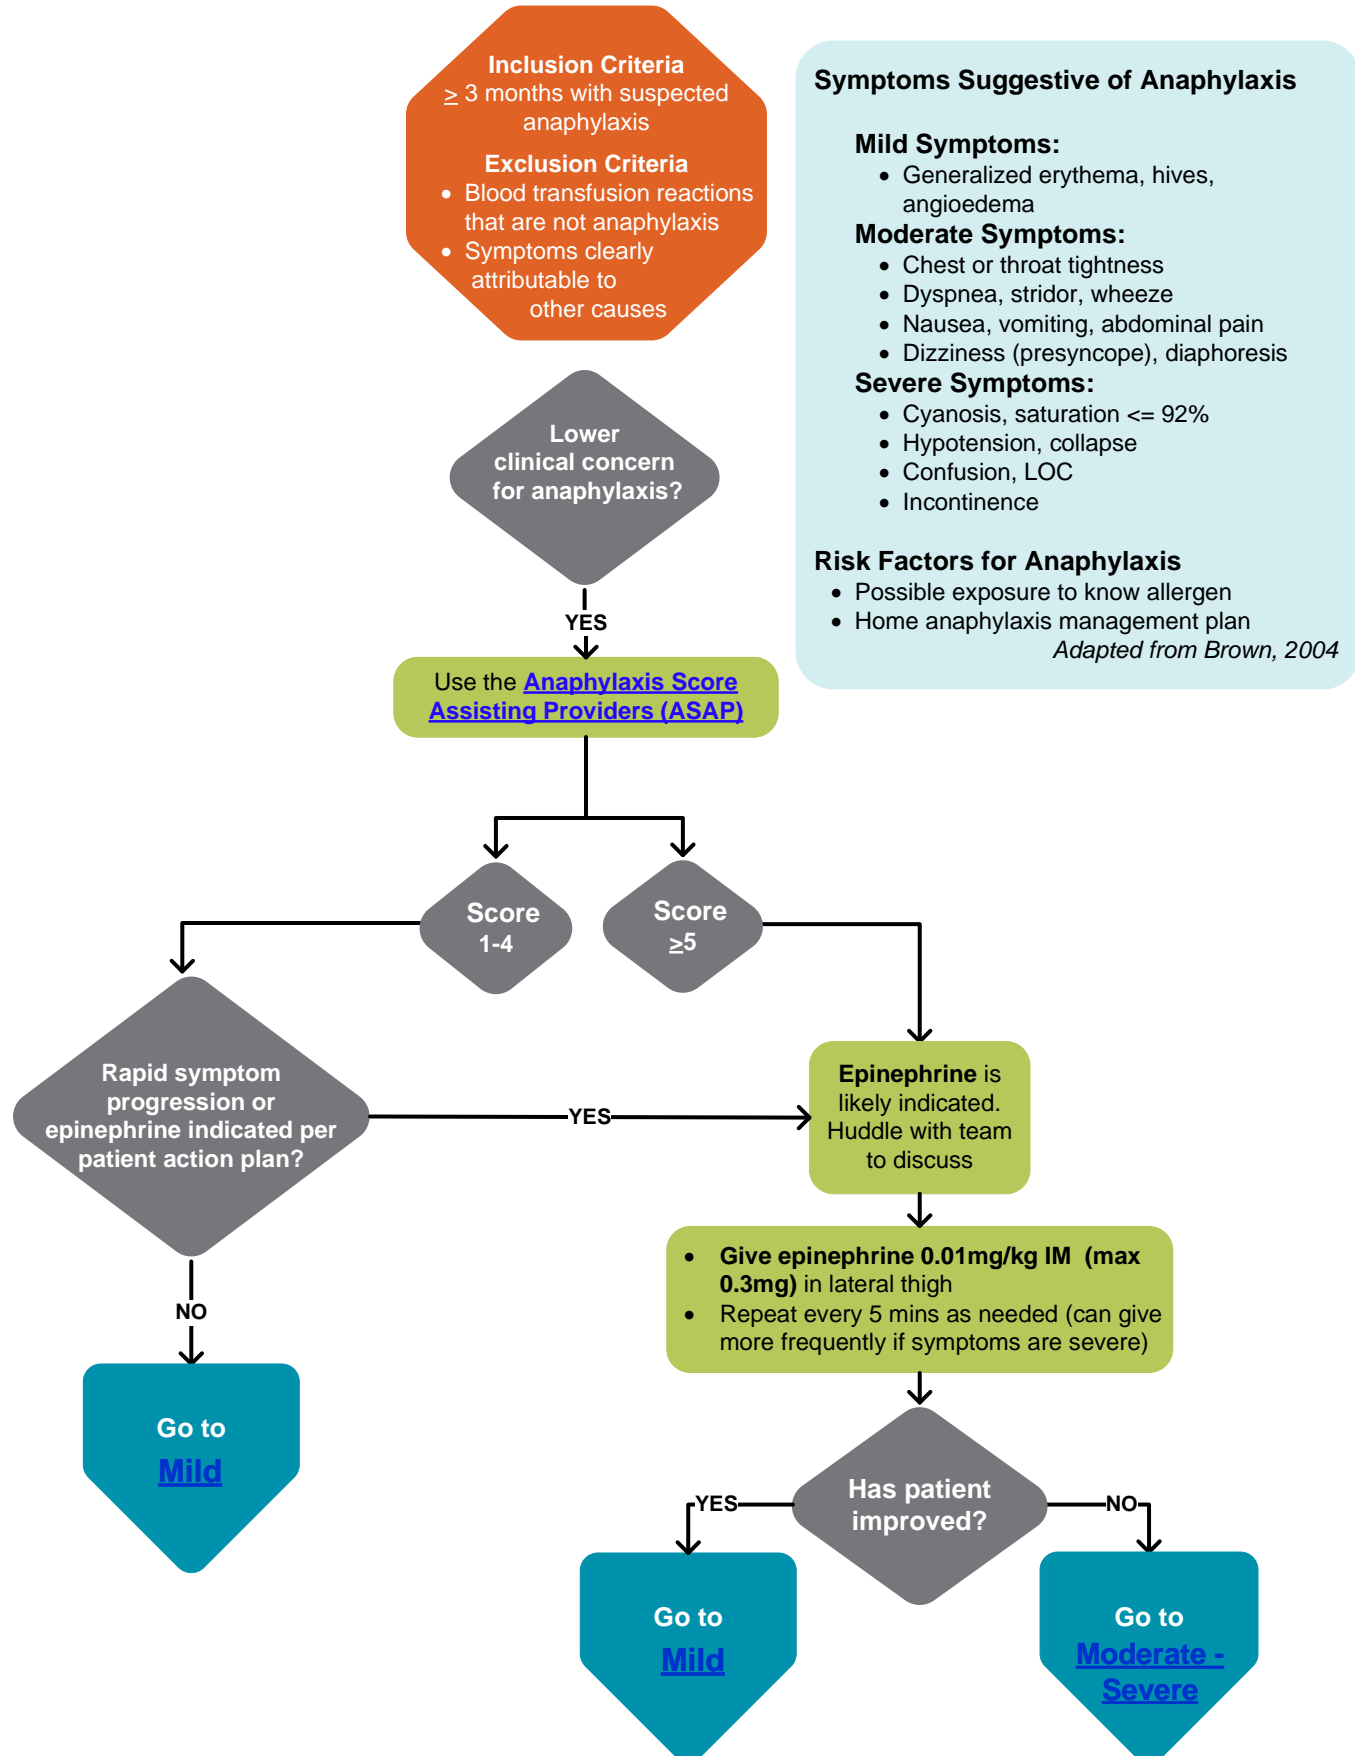 Inclusion Criteria
≥ 3 months with suspected
anaphylaxis
Exclusion Criteria
• Blood transfusion reactions
that are not anaphylaxis
• Symptoms clearly
attributable to
other causes
Symptoms Suggestive of Anaphylaxis
Mild Symptoms:
• Generalized erythema, hives,
angioedema
Moderate Symptoms:
• Chest or throat tightness
• Dyspnea, stridor, wheeze
• Nausea, vomiting, abdominal pain
• Dizziness (presyncope), diaphoresis
Severe Symptoms:
• Cyanosis, saturation <= 92%
• Hypotension, collapse
• Confusion, LOC
• Incontinence
Risk Factors for Anaphylaxis
• Possible exposure to know allergen
• Home anaphylaxis management plan
Adapted from Brown, 2004
Lower
clinical concern
for anaphylaxis?
YES
Use the Anaphylaxis Score
Assisting Providers (ASAP)
Score
1-4
Score
≥5
Rapid symptom
progression or
epinephrine indicated per
patient action plan?
YES
Epinephrine is
likely indicated.
Huddle with team
to discuss
• Give epinephrine 0.01mg/kg IM (max
0.3mg) in lateral thigh
• Repeat every 5 mins as needed (can give
more frequently if symptoms are severe)
NO
Go to
Mild
Has patient
improved?
YES
NO
Go to
Mild
Go to
Moderate -
Severe